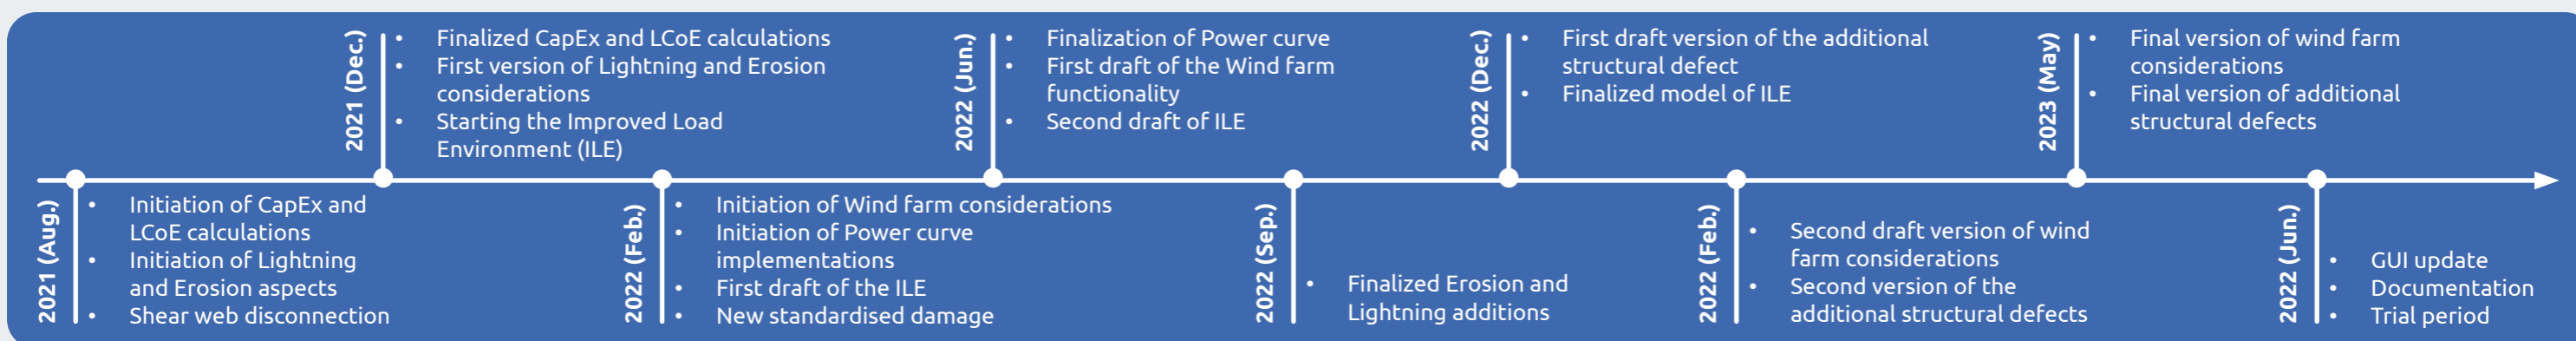 2021 (Aug.)
• Initiation of CapEx and
LCoE calculations
• Initiation of Lightning
and Erosion aspects
• Shear web disconnection
2021 (Dec.)
• Finalized CapEx and LCoE calculations
• First version of Lightning and Erosion
considerations
• Starting the Improved Load
Environment (ILE)
2022 (Feb.)
• Initiation of Wind farm considerations
• Initiation of Power curve
implementations
• First draft of the ILE
• New standardised damage
2022 (Jun.)
• Finalization of Power curve
• First draft of the Wind farm
functionality
• Second draft of ILE
2022 (Sep.)
• Finalized Erosion and
Lightning additions
2022 (Dec.)
• First draft version of the additional
structural defect
• Finalized model of ILE
2022 (Feb.)
• Second draft version of wind
farm considerations
• Second version of the
additional structural defects
2023 (May)
• Final version of wind farm
considerations
• Final version of additional
structural defects
2022 (Jun.)
• GUI update
• Documentation
• Trial period